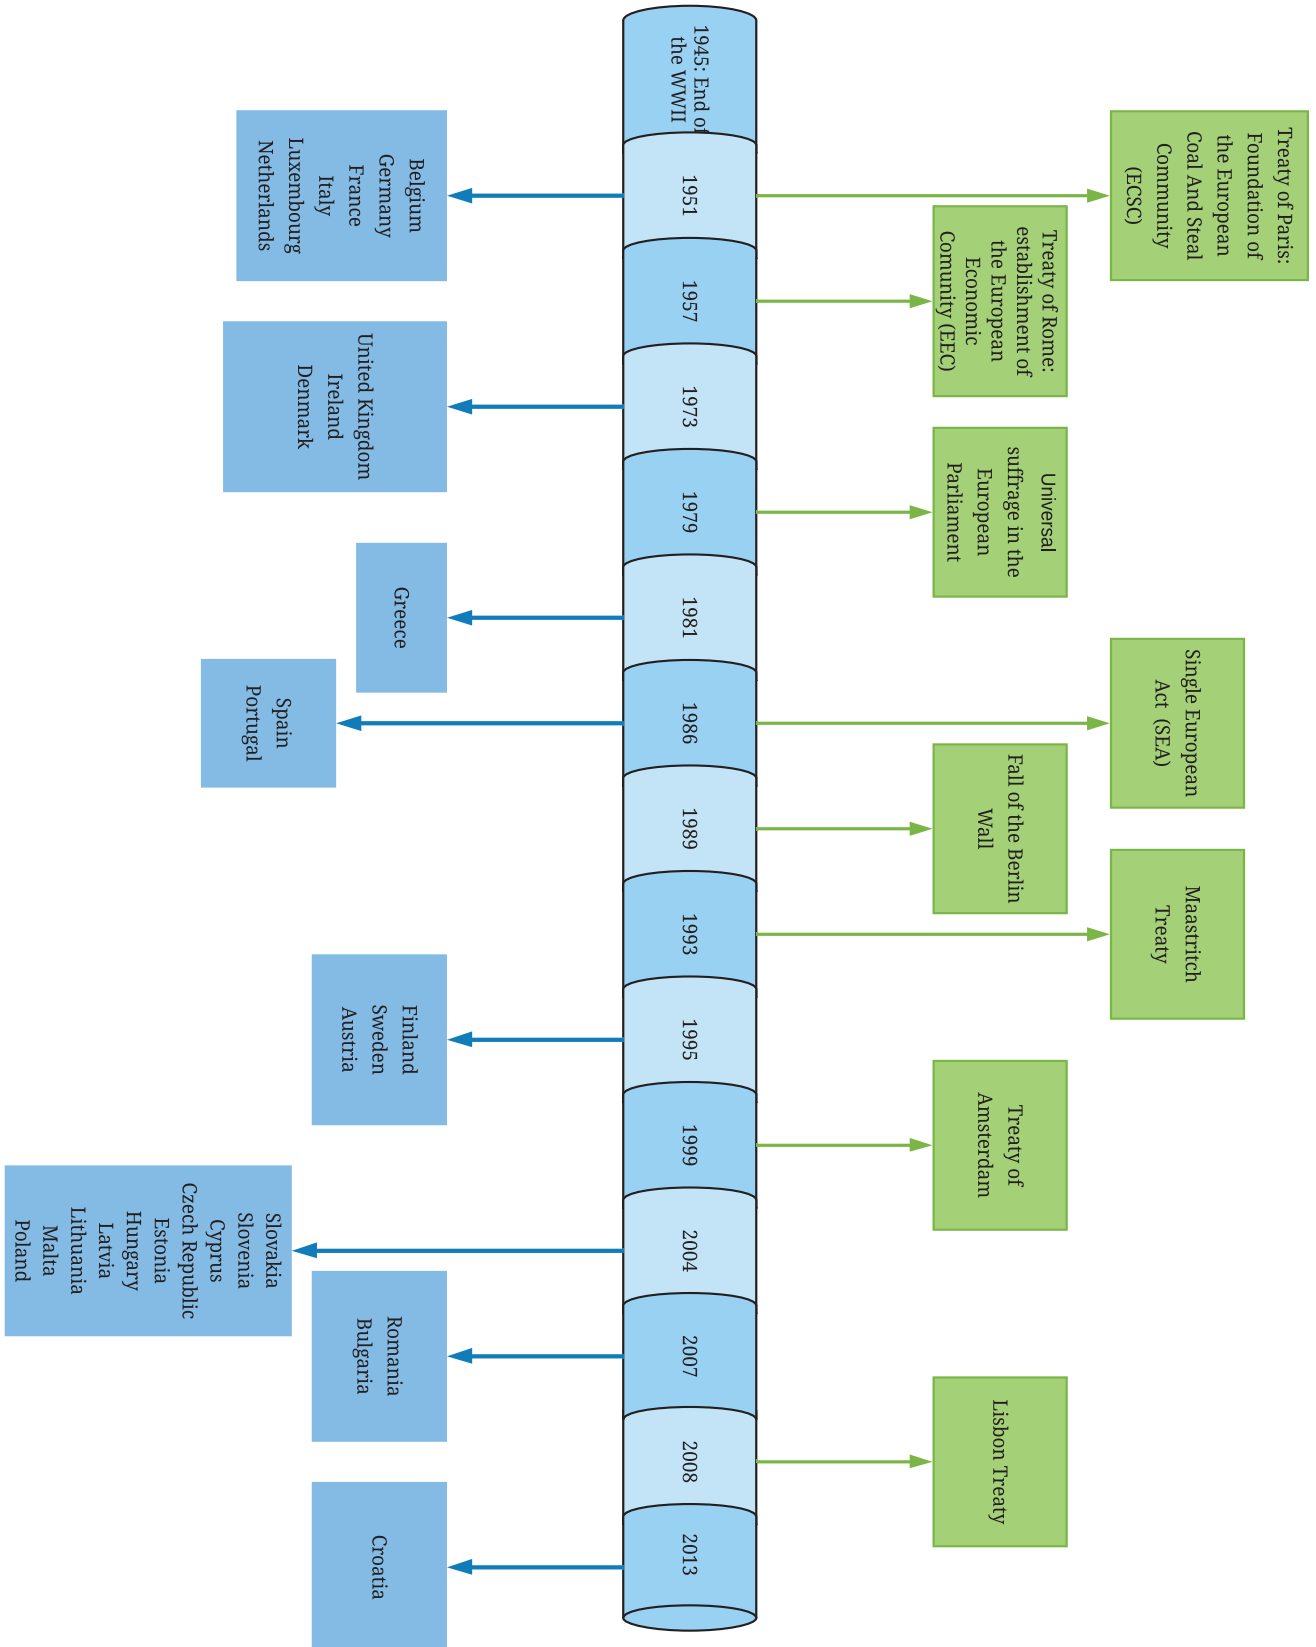 Treaty of Paris:
Foundation of
the European
Coal And Steal
Community
(ECSC)
Treaty of Rome:
establishment of
the European
Economic
Comunity (EEC)
Universal
suffrage in the
European
Parliament
Single European
Act (SEA)
Fall of the Berlin
Wall
Maastritch
Treaty
Treaty of
Amsterdam
Lisbon Treaty
1945: End of
the WWII
1951
1957
1973
1979
1981
1986
1989
1993
1995
1999
2004
2007
2008
2013
Belgium
Germany
France
Italy
Luxembourg
Netherlands
United Kingdom
Ireland
Denmark
Greece
Spain
Portugal
Finland
Sweden
Austria
Slovakia
Slovenia
Cyprus
Czech Republic
Estonia
Hungary
Latvia
Lithuania
Malta
Poland
Romania
Bulgaria
Croatia